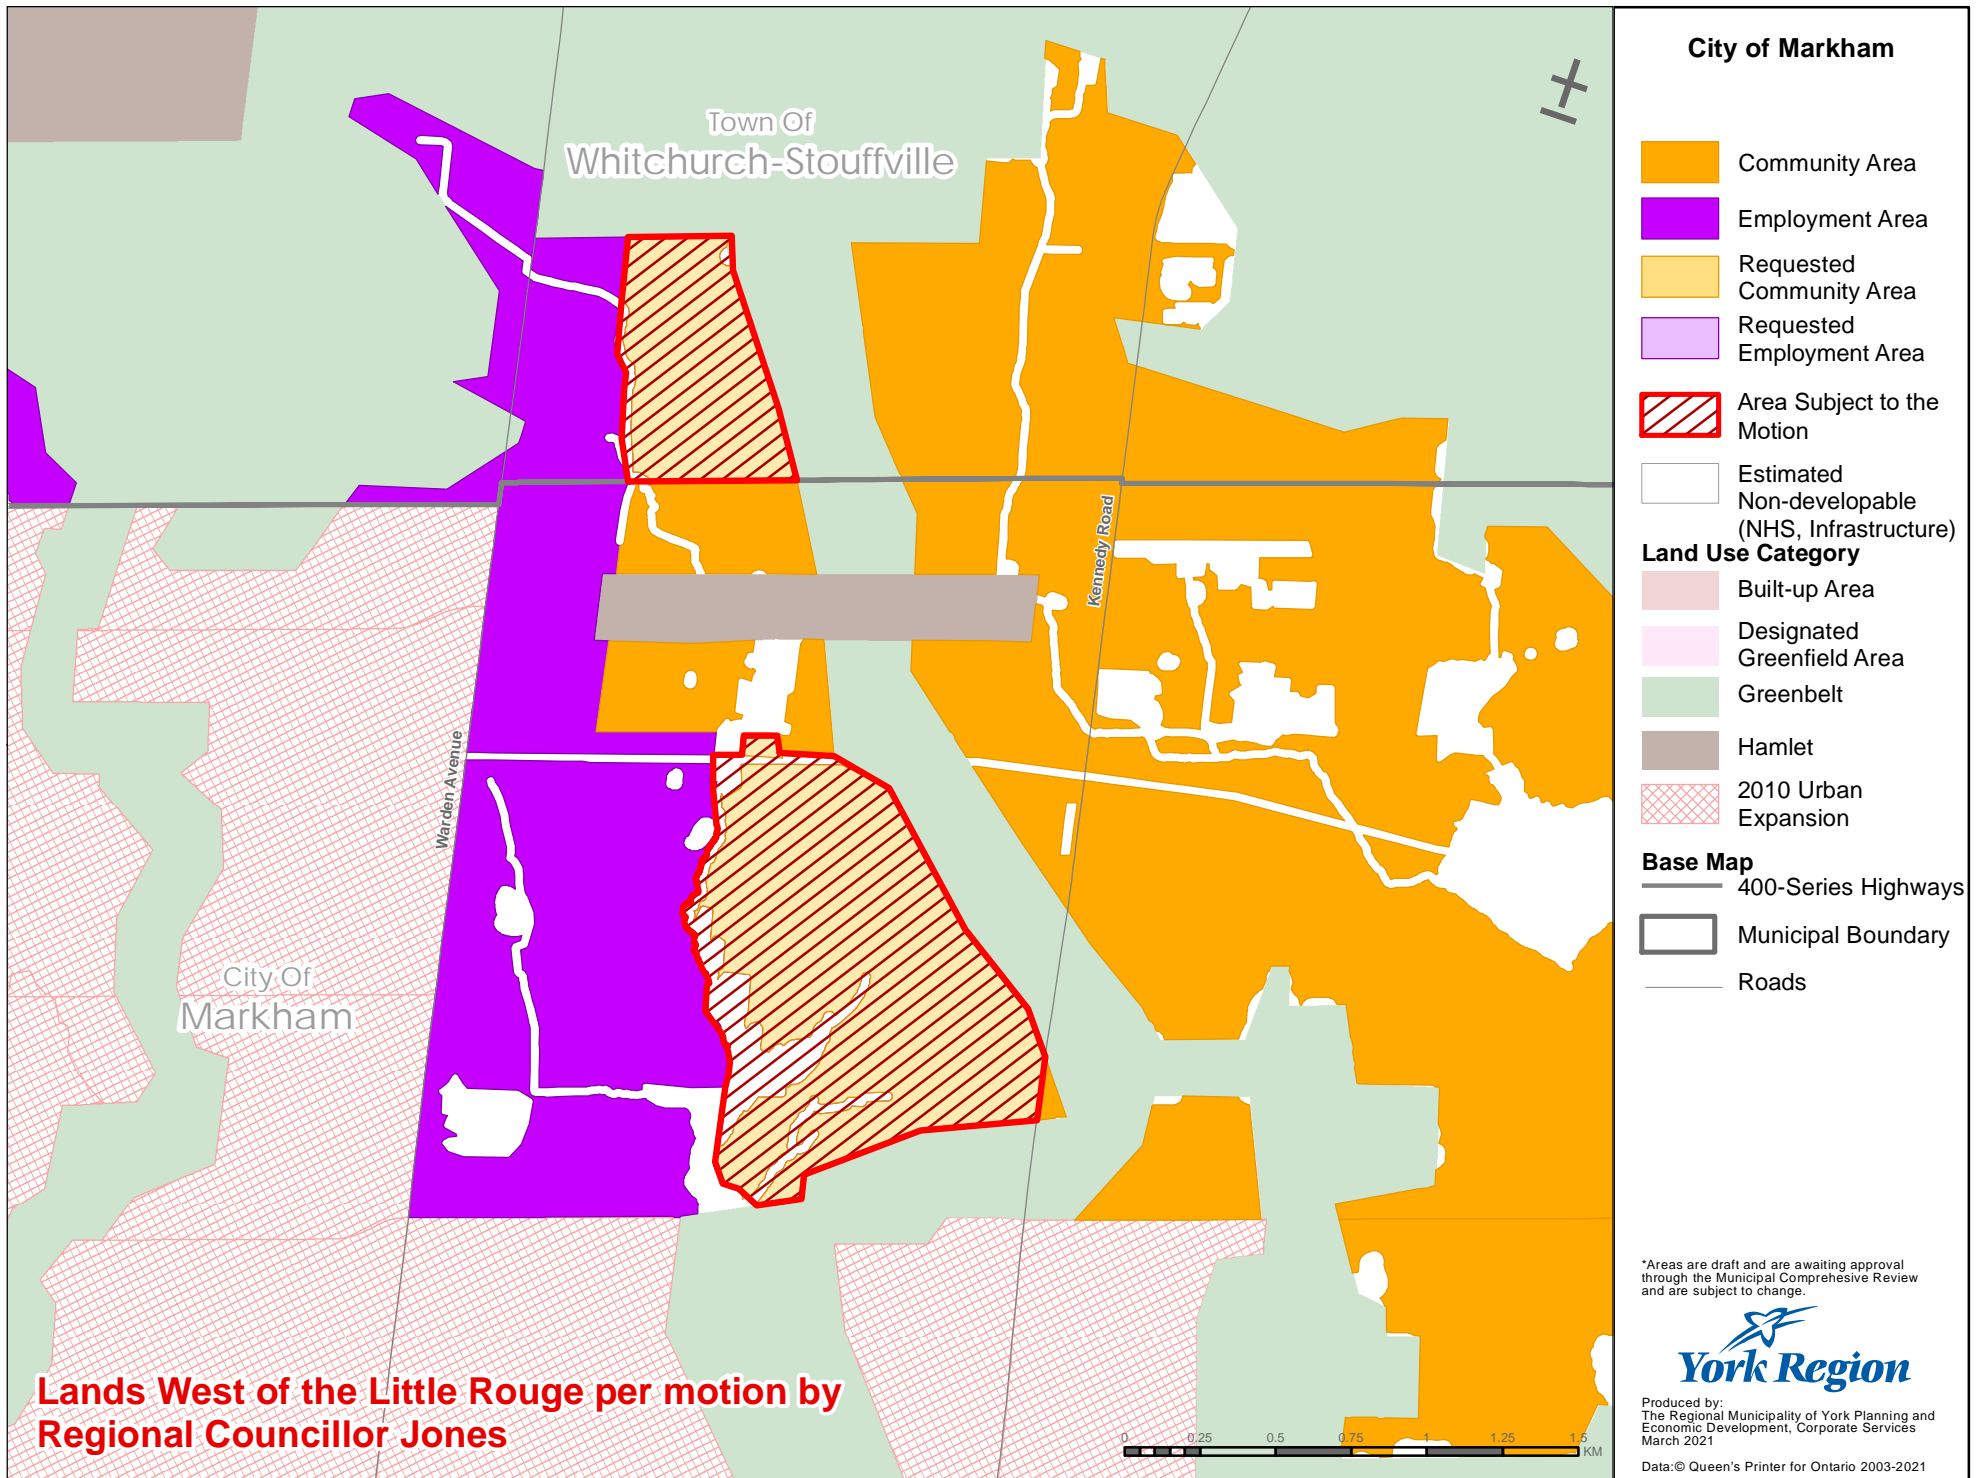 City of Markham
Town Of
Whitchurch-Stouffville
Community Area
Employment Area
Requested
Community Area
Requested
Employment Area
Area Subject to the
Motion
Estimated
Non-developable
(NHS, Infrastructure)
Land Use Category
Built-up Area
Designated
Greenfield Area
Greenbelt
Hamlet
2010 Urban
Expansion
Base Map
400-Series Highways
Municipal Boundary
Roads
Kennedy Road
Warden Avenue
City Of
Markham
*Areas are draft and are awaiting approval
through the Municipal Comprehesive Review
and are subject to change.
York Region
Produced by:
The Regional Municipality of York Planning and
Economic Development, Corporate Services
March 2021
Data:© Queen's Printer for Ontario 2003-2021
Lands West of the Little Rouge per motion by
Regional Councillor Jones
0 0.25 0.5 0.75 1 1.25 1.5
KM